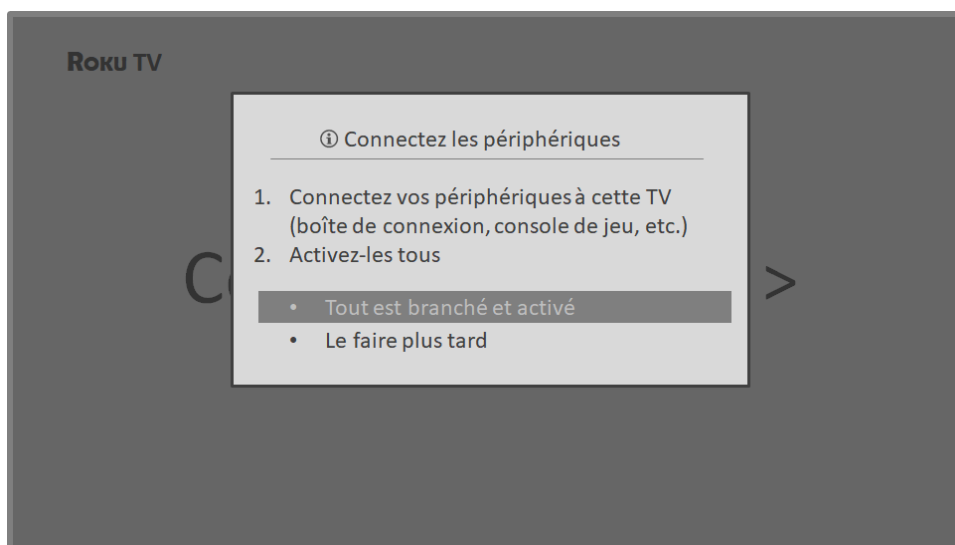 Roku TV
ⓘ Connectez les périphériques
1. Connectez vos périphériques à cette TV
(boîte de connexion, console de jeu, etc.)
2. Activez-les tous
>
• Tout est branché et activé
• Le faire plus tard